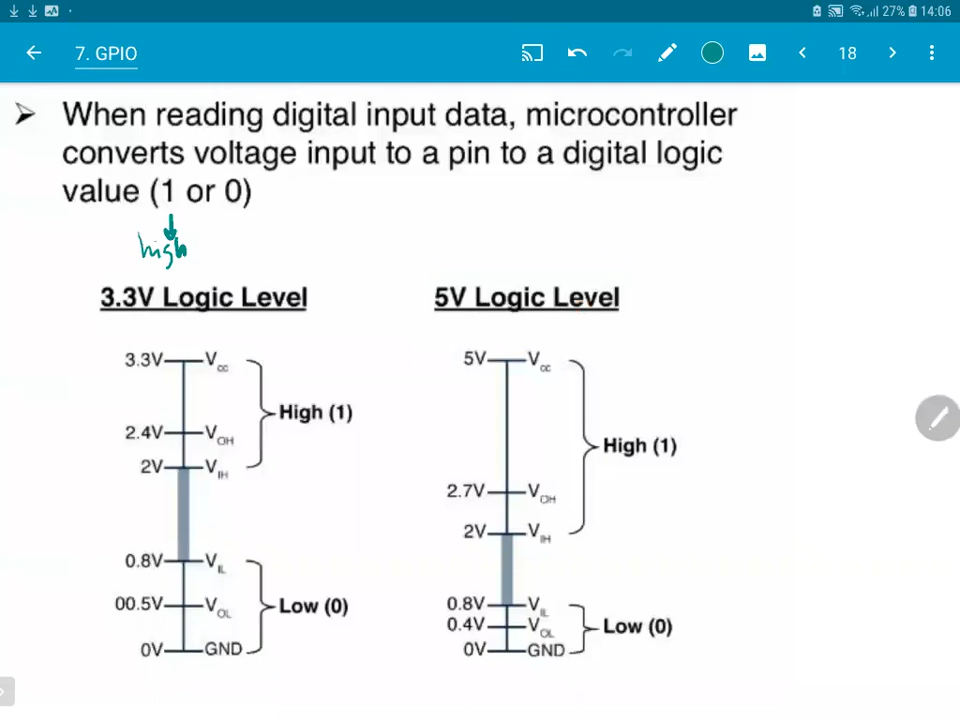 27% 14:06
7. GPIO
18
When reading digital input data, microcontroller
converts voltage input to a pin to a digital logic
value (1 or 0)
high
3.3V Logic Level
3.3V VCC
2.4V VOH
2V VIH
High (1)
0.8V VIL
00.5V VOL
0V GND
Low (0)
5V Logic Level
5V VCC
2.7V VOH
2V VIH
High (1)
0.8V VIL
0.4V VOL
0V GND
Low (0)